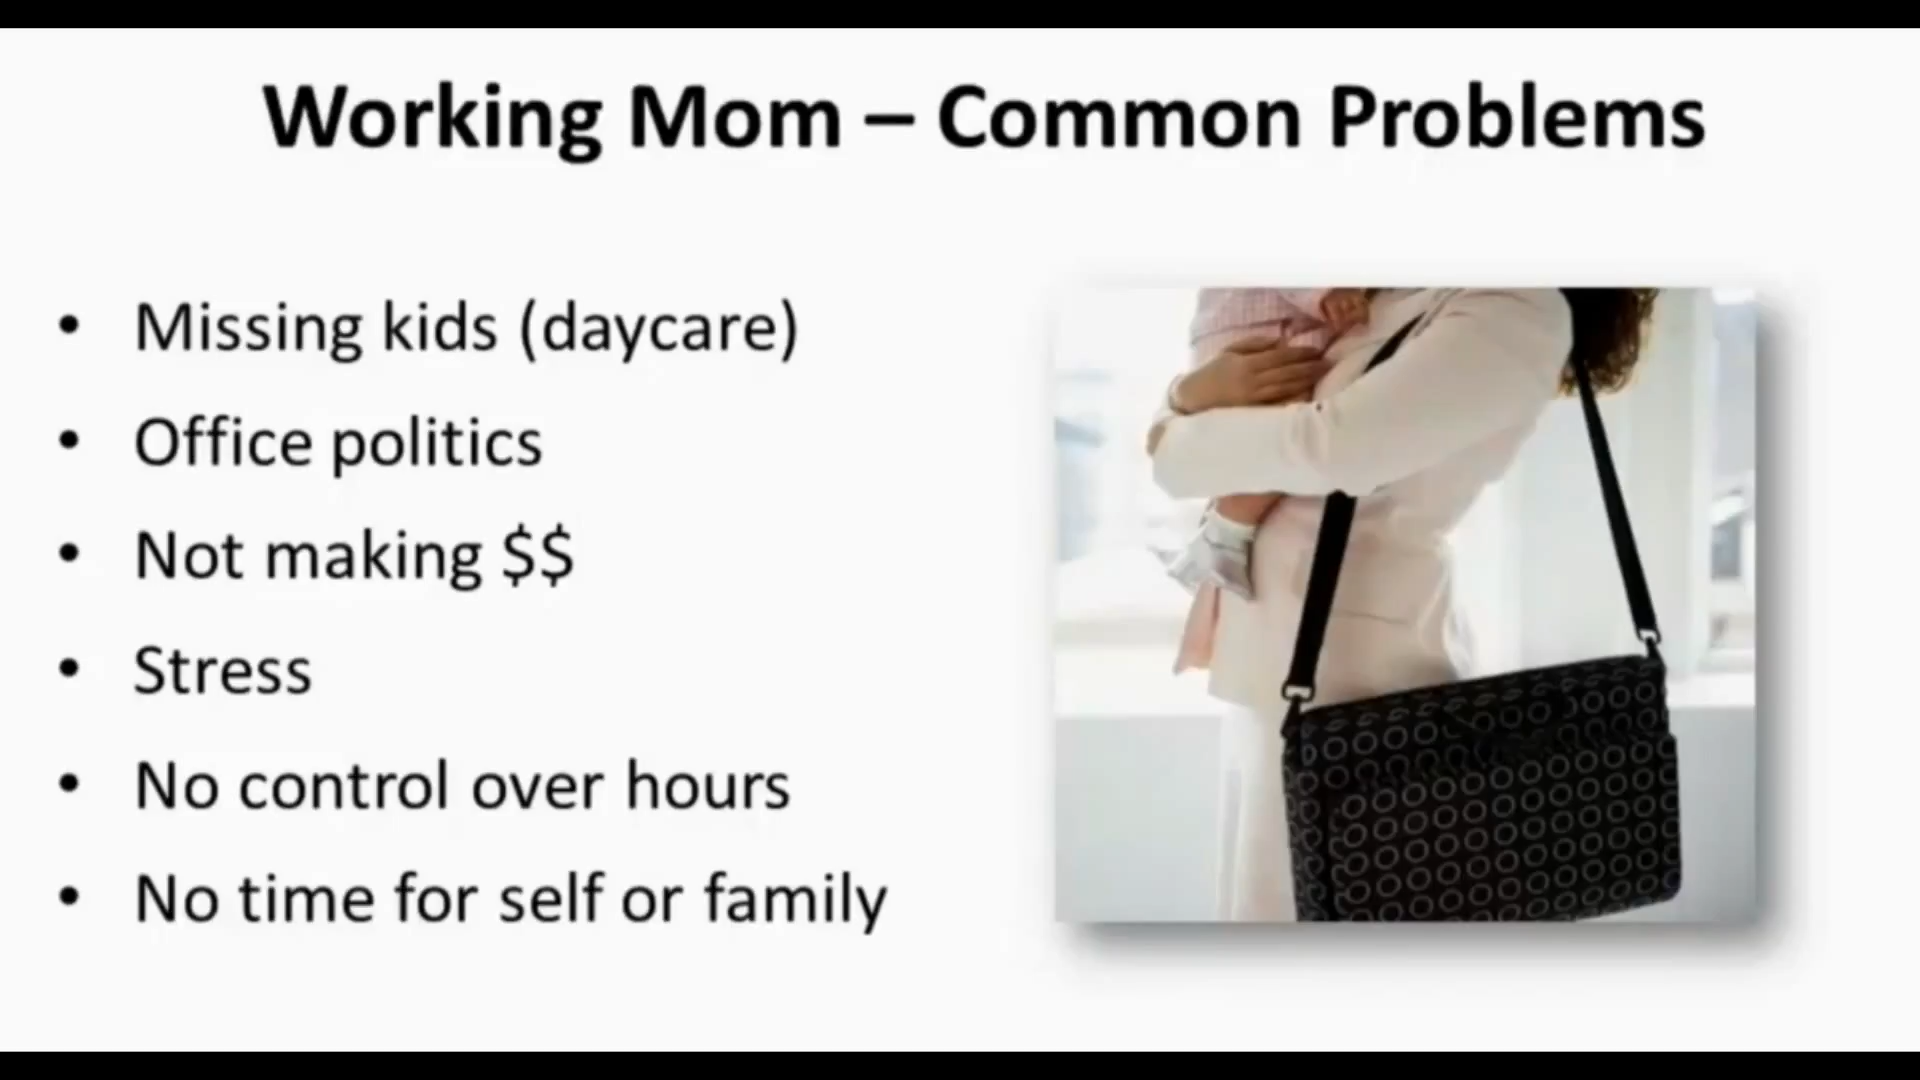 Working Mom – Common Problems
• Missing kids (daycare)
• Office politics
• Not making $$
• Stress
• No control over hours
• No time for self or family